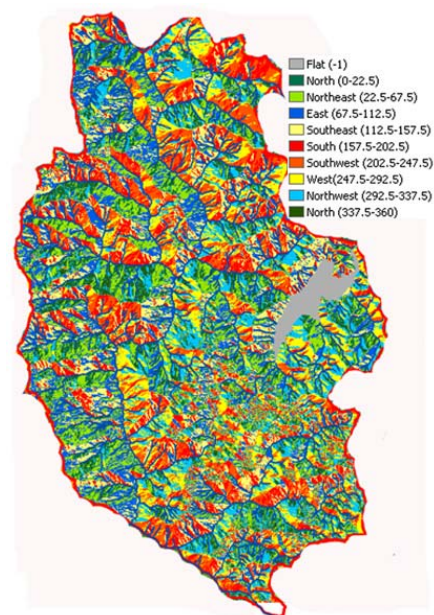 Flat (-1)
North (0-22.5)
Northeast (22.5-67.5)
East (67.5-112.5)
Southeast (112.5-157.5)
South (157.5-202.5)
Southwest (202.5-247.5)
West(247.5-292.5)
Northwest (292.5-337.5)
North (337.5-360)